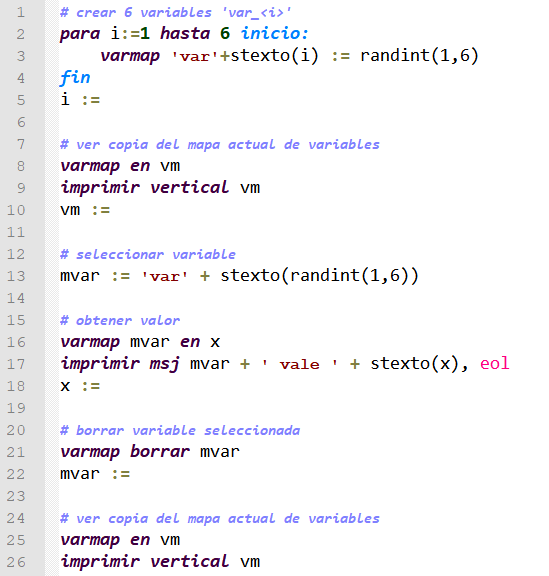 1 # crear 6 variables 'var_<i>'
2 para i:=1 hasta 6 inicio:
3 varmap 'var'+stexto(i) := randint(1,6)
4 fin
5 i :=
6
7 # ver copia del mapa actual de variables
8 varmap en vm
9 imprimir vertical vm
10 vm :=
11
12 # seleccionar variable
13 mvar := 'var' + stexto(randint(1,6))
14
15 # obtener valor
16 varmap mvar en x
17 imprimir msj mvar + ' vale ' + stexto(x), eol
18 x :=
19
20 # borrar variable seleccionada
21 varmap borrar mvar
22 mvar :=
23
24 # ver copia del mapa actual de variables
25 varmap en vm
26 imprimir vertical vm